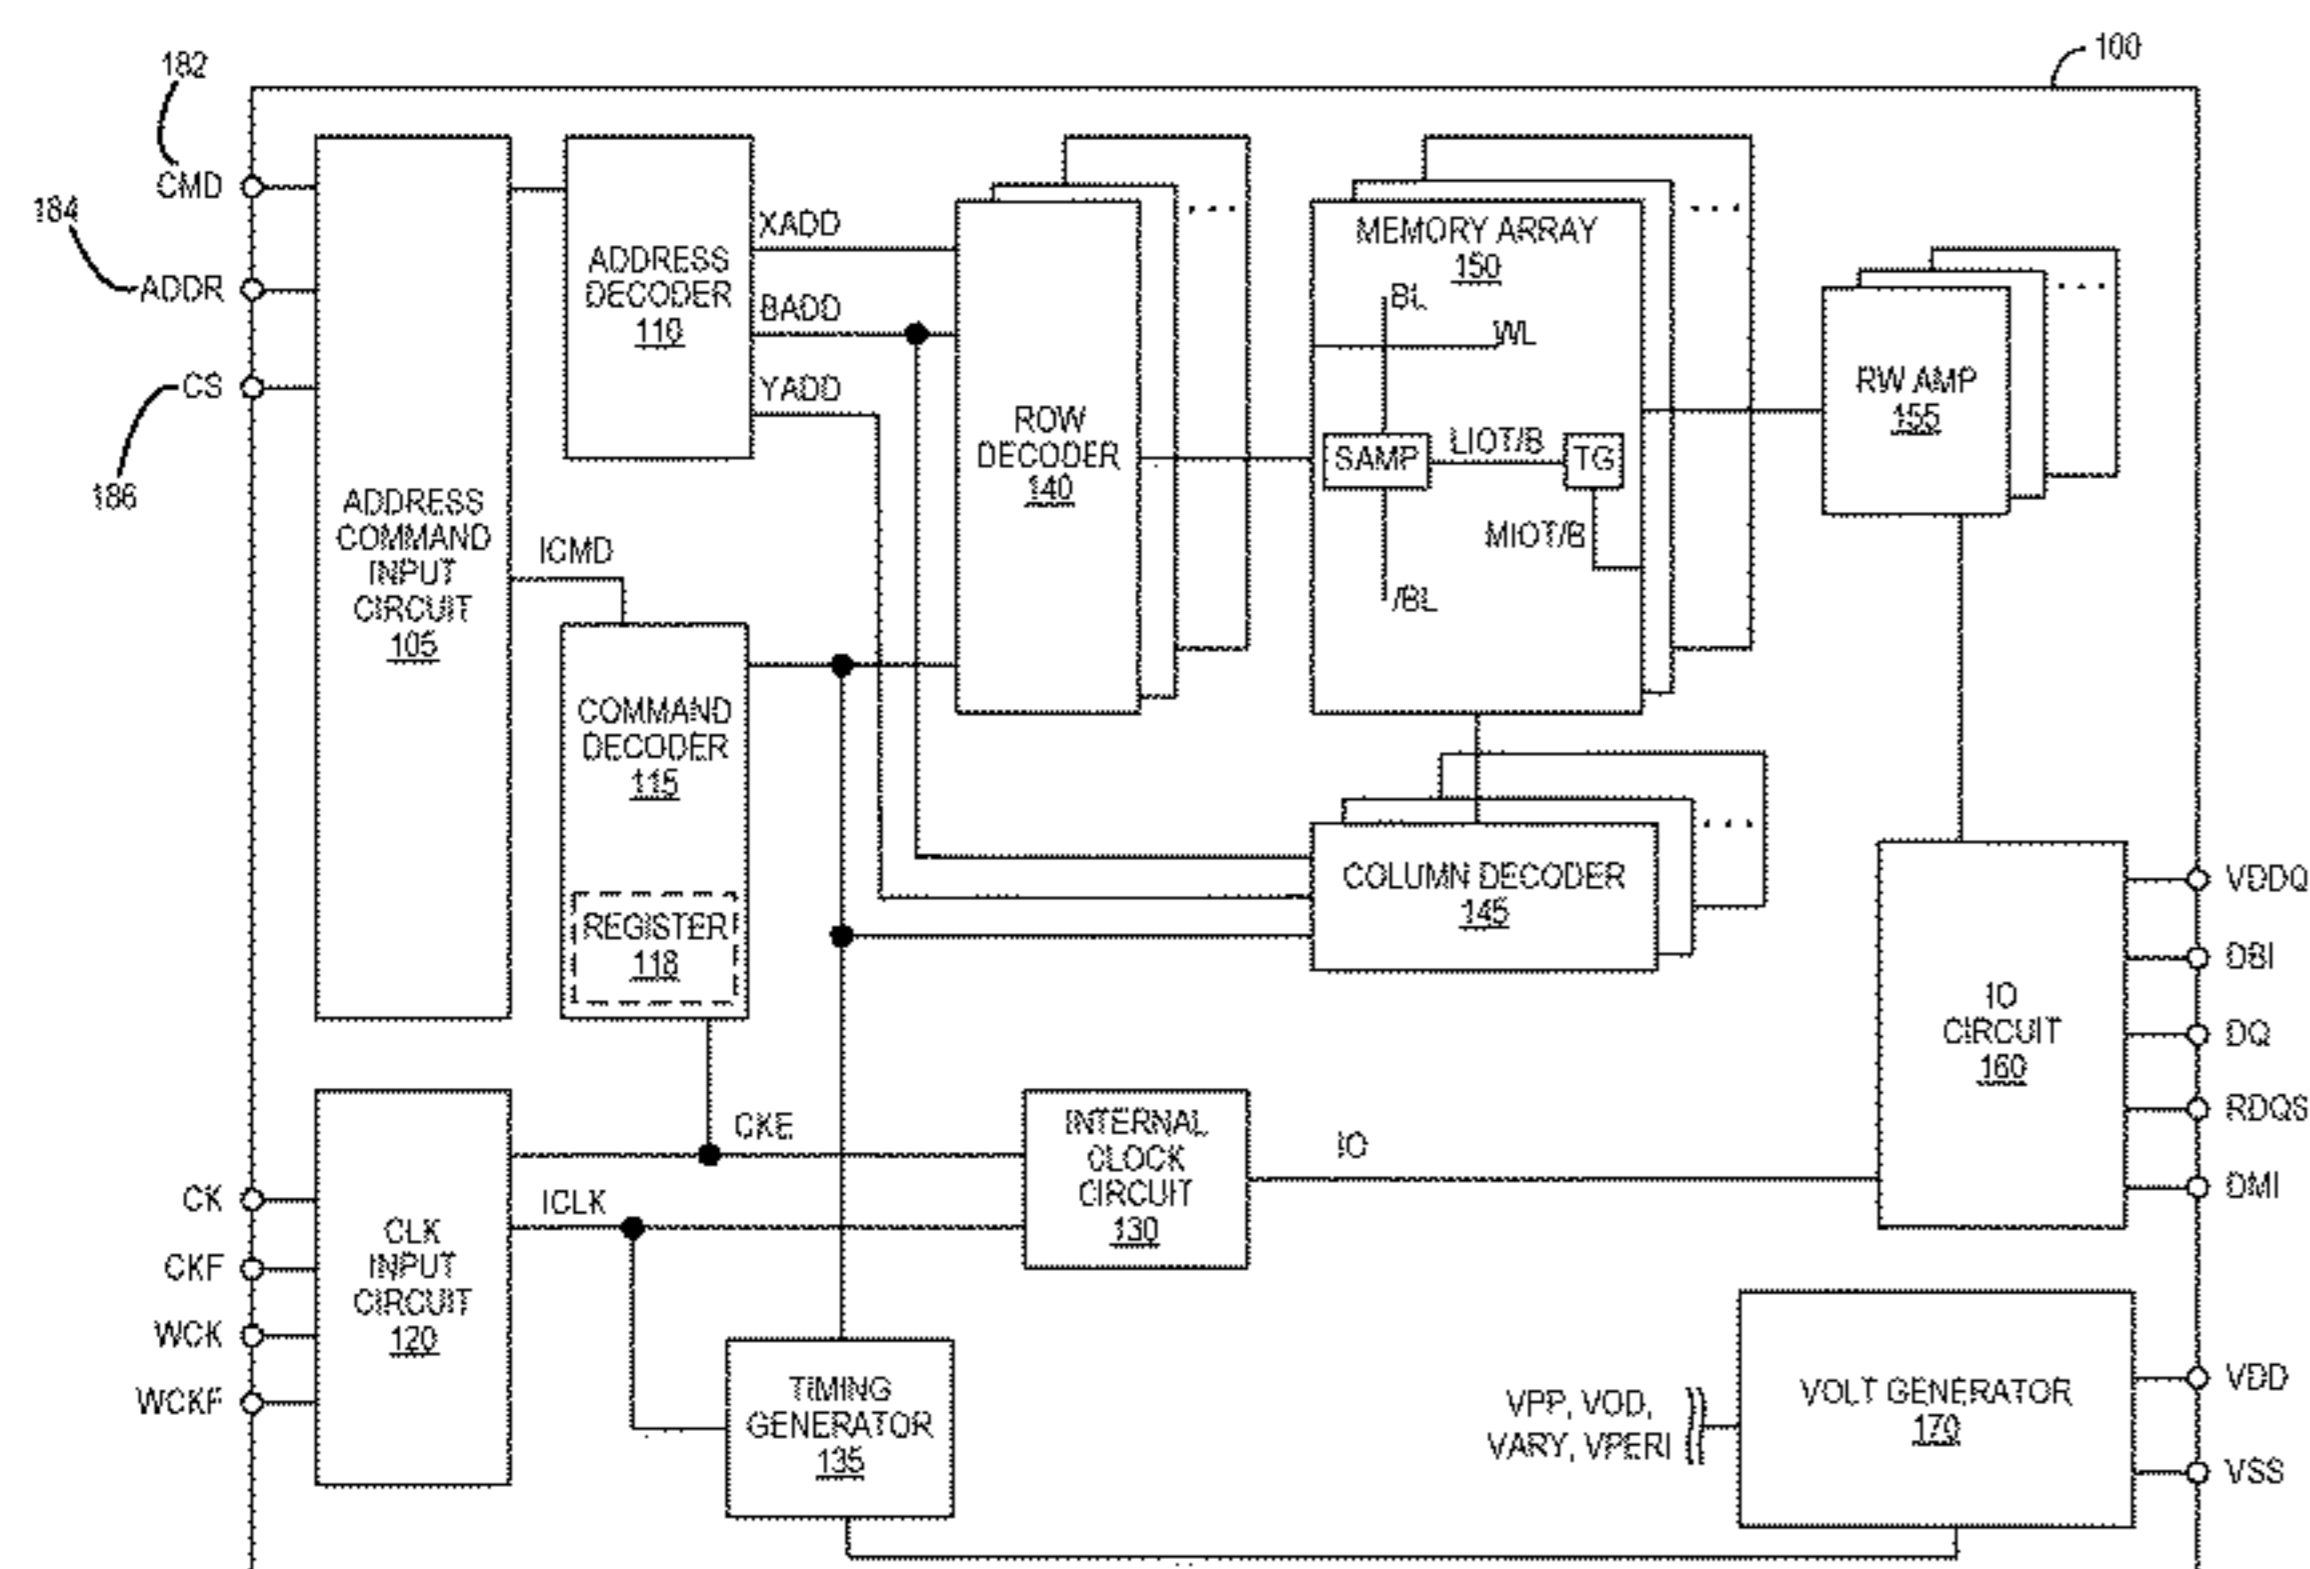 100
182
CMD
184
ADDR
CS
186
ADDRESS
COMMAND
INPUT
CIRCUIT
105
ADDRESS
DECODER
110
XADD
BADD
YADD
ICMD
COMMAND
DECODER
115
REGISTER
118
ROW
DECODER
140
. . .
MEMORY ARRAY
150
BL
WL
SAMP
LIOT/B
TG
MIOT/B
/BL
. . .
RW AMP
155
. . .
COLUMN DECODER
145
. . .
IO
CIRCUIT
160
VDDQ
DBI
DQ
RDQS
DMI
CK
CKF
WCK
WCKF
CLK
INPUT
CIRCUIT
120
CKE
ICLK
INTERNAL
CLOCK
CIRCUIT
130
IO
TIMING
GENERATOR
135
VPP, VOD,
VARY, VPERI
VOLT GENERATOR
170
VDD
VSS